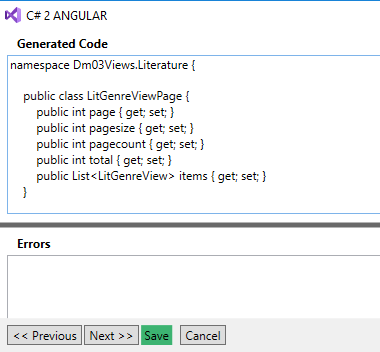 C# 2 ANGULAR
Generated Code
namespace Dm03Views.Literature {
public class LitGenreViewPage {
public int page { get; set; }
public int pagesize { get; set; }
public int pagecount { get; set; }
public int total { get; set; }
public List<LitGenreView> items { get; set; }
}
Errors
<< Previous Next >> Save Cancel